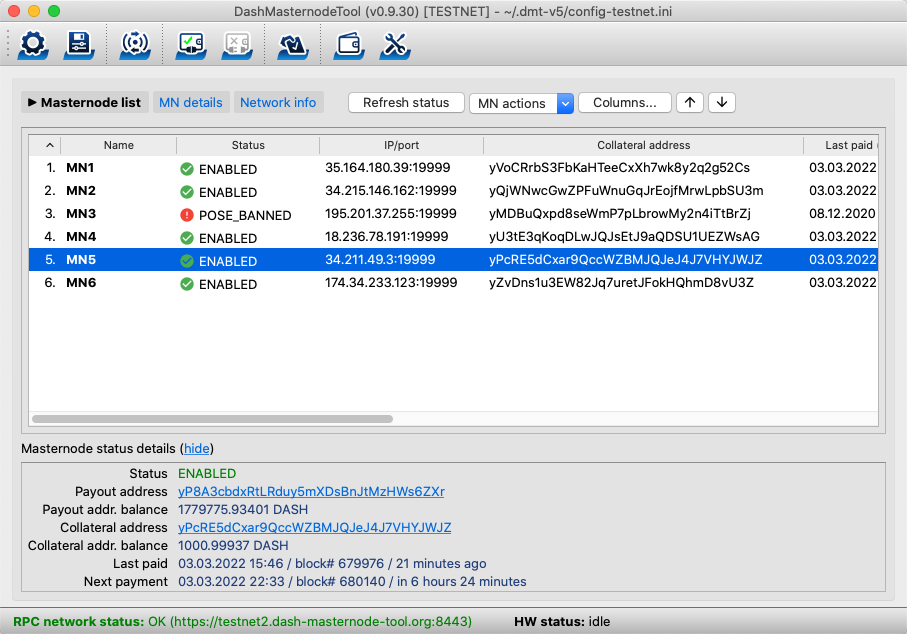 DashMasternodeTool (v0.9.30) [TESTNET] - ~/.dmt-v5/config-testnet.ini
Masternode list MN details Network info Refresh status MN actions Columns...
Name Status IP/port Collateral address Last paid
1. MN1 ENABLED 35.164.180.39:19999 yVoCRrbS3FbKaHTeeCxXh7wk8y2q2g52Cs 03.03.2022
2. MN2 ENABLED 34.215.146.162:19999 yQjWNwcGwZPFuWnuGqJrEojfMrwLpbSU3m 03.03.2022
3. MN3 POSE_BANNED 195.201.37.255:19999 yMDBuQxpd8seWmP7pLbrowMy2n4iTtBrZj 08.12.2020
4. MN4 ENABLED 18.236.78.191:19999 yU3tE3qKoqDLwJQJsEtJ9aQDSU1UEZWsAG 03.03.2022
5. MN5 ENABLED 34.211.49.3:19999 yPcRE5dCxar9QccWZBMJQJeJ4J7VHYJWJZ 03.03.2022
6. MN6 ENABLED 174.34.233.123:19999 yZvDns1u3EW82Jq7uretJFokHQhmD8vU3Z 03.03.2022
Masternode status details (hide)
Status ENABLED
Payout address yP8A3cbdxRtLRduy5mXDsBnJtMzHWs6ZXr
Payout addr. balance 1779775.93401 DASH
Collateral address yPcRE5dCxar9QccWZBMJQJeJ4J7VHYJWJZ
Collateral addr. balance 1000.99937 DASH
Last paid 03.03.2022 15:46 / block# 679976 / 21 minutes ago
Next payment 03.03.2022 22:33 / block# 680140 / in 6 hours 24 minutes
RPC network status: OK (https://testnet2.dash-masternode-tool.org:8443) HW status: idle